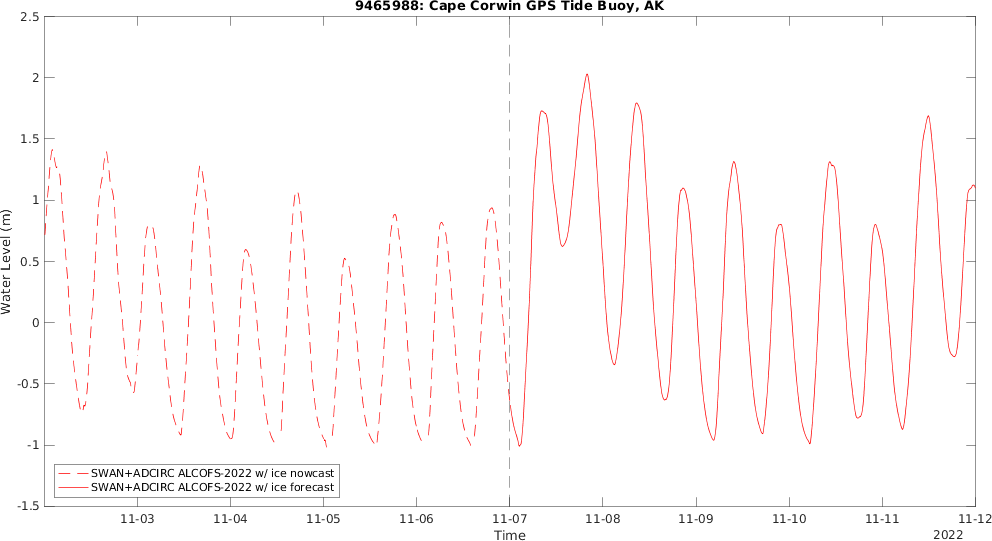 9465988: Cape Corwin GPS Tide Buoy, AK
2.5
2
1.5
1
0.5
0
-0.5
-1
-1.5
Water Level (m)
SWAN+ADCIRC ALCOFS-2022 w/ ice nowcast
SWAN+ADCIRC ALCOFS-2022 w/ ice forecast
11-03 11-04 11-05 11-06 11-07 11-08 11-09 11-10 11-11 11-12
Time
2022